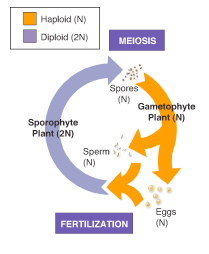 Haploid (N)
Diploid (2N)
MEIOSIS
Spores
(N)
Gametophyte
Plant (N)
Sporophyte
Plant (2N)
Sperm
(N)
Eggs
(N)
FERTILIZATION